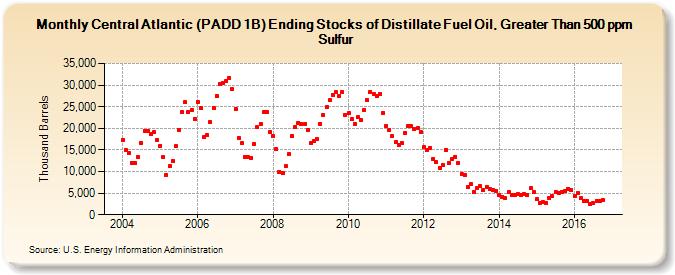 Monthly Central Atlantic (PADD 1B) Ending Stocks of Distillate Fuel Oil, Greater Than 500 ppm
Sulfur
Thousand Barrels
35,000
30,000
25,000
20,000
15,000
10,000
5,000
0
2004 2006 2008 2010 2012 2014 2016
Source: U.S. Energy Information Administration